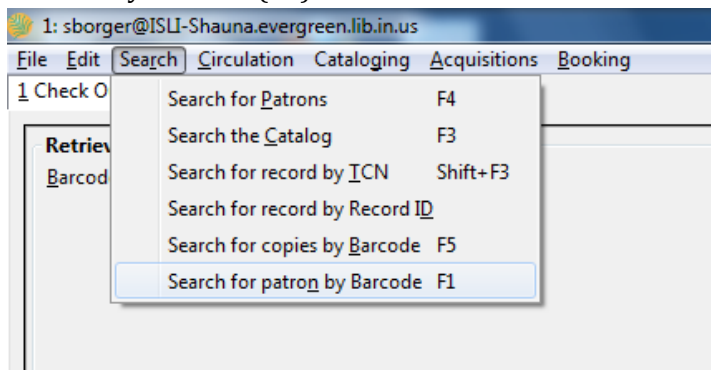 1: sborger@ISLI-Shauna.evergreen.lib.in.us
File Edit Search Circulation Cataloging Acquisitions Booking
1 Check O
Search for Patrons F4
Search the Catalog F3
Retriev
Search for record by TCN Shift+F3
Barcod
Search for record by Record ID
Search for copies by Barcode F5
Search for patron by Barcode F1